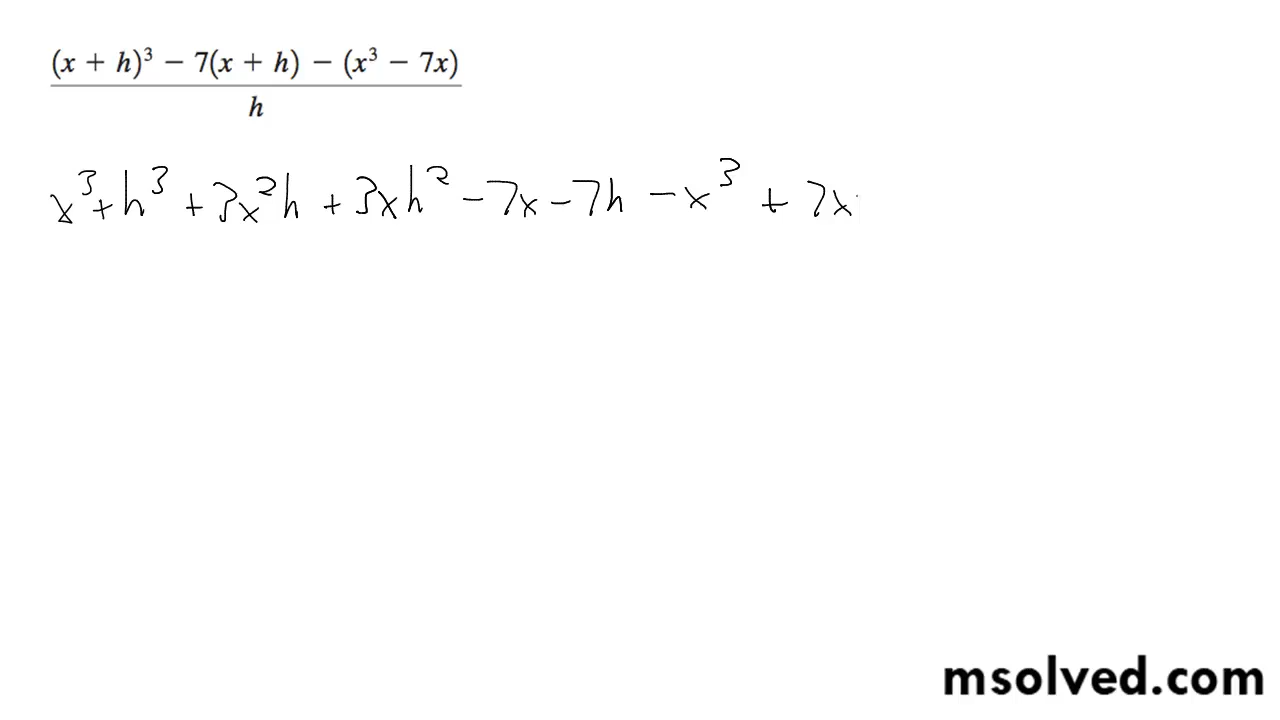 (x + h)³ − 7(x + h) − (x³ − 7x)
h
x³ + h³ + 3x²h + 3xh² − 7x − 7h − x³ + 7x
msolved.com